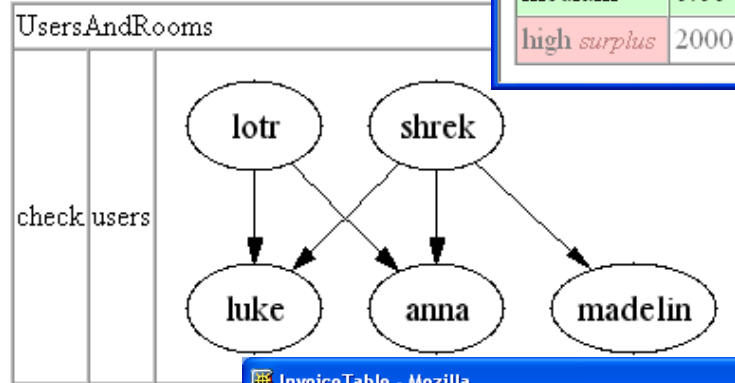 UsersAndRooms
high surplus 2000
lotr shrek
check users
luke anna madelin
InvoiceTable - Mozilla